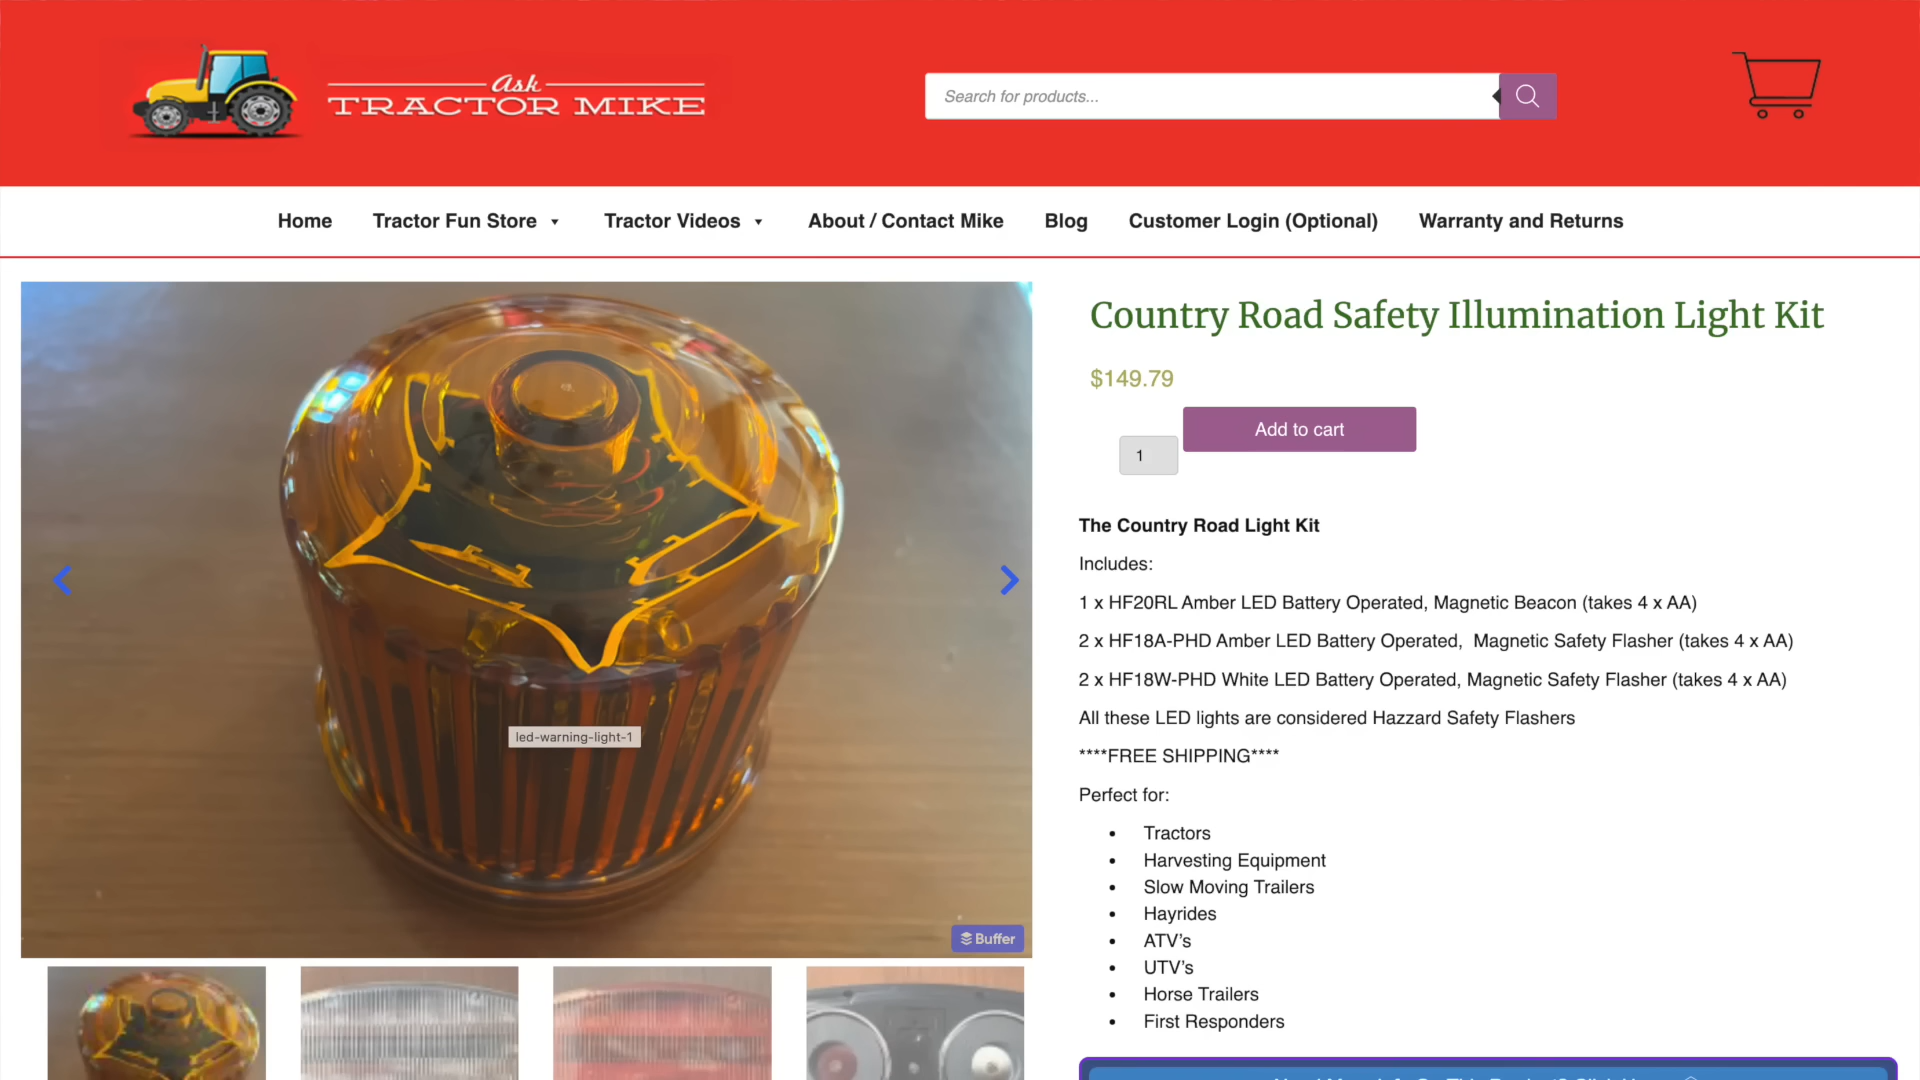 Ask
TRACTOR MIKE
Search for products...
Home
Tractor Fun Store
Tractor Videos
About / Contact Mike
Blog
Customer Login (Optional)
Warranty and Returns
Country Road Safety Illumination Light Kit
$149.79
Add to cart
1
The Country Road Light Kit
Includes:
1 x HF20RL Amber LED Battery Operated, Magnetic Beacon (takes 4 x AA)
2 x HF18A-PHD Amber LED Battery Operated,  Magnetic Safety Flasher (takes 4 x AA)
2 x HF18W-PHD White LED Battery Operated, Magnetic Safety Flasher (takes 4 x AA)
All these LED lights are considered Hazzard Safety Flashers
****FREE SHIPPING****
Perfect for:
• Tractors
• Harvesting Equipment
• Slow Moving Trailers
• Hayrides
• ATV’s
• UTV’s
• Horse Trailers
• First Responders
led-warning-light-1
Buffer